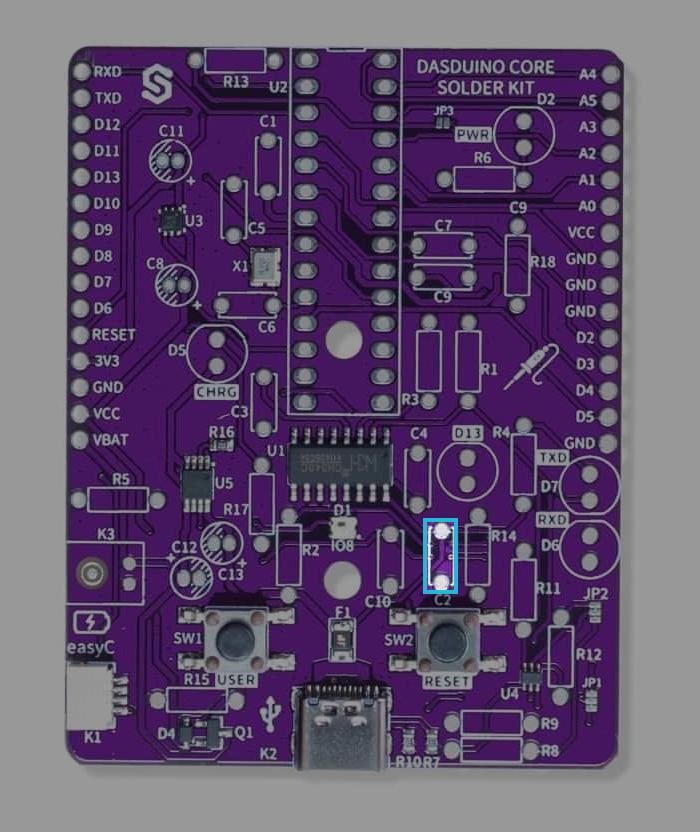 DASDUINO CORE
SOLDER KIT
RXD
TXD
D12
D11
D13
D10
D9
D8
D7
D6
RESET
3V3
GND
VCC
VBAT
A4
A5
A3
A2
A1
A0
VCC
GND
GND
GND
D2
D3
D4
D5
GND
R13
U2
JP3
D2
PWR
C11
C1
R6
U3
C5
C7
C9
X1
C9
R18
C8
C6
D5
CHRG
R3
R1
C3
R16
U1
CH340C
C4
D13
R4
TXD
U5
R5
R17
D7
D1
IO8
RXD
K3
R2
R14
D6
C12
C13
C10
C2
R11
JP2
F1
easyC
SW1
SW2
R12
USER
RESET
R15
U4
JP1
K1
D4
Q1
K2
R10
R7
R9
R8